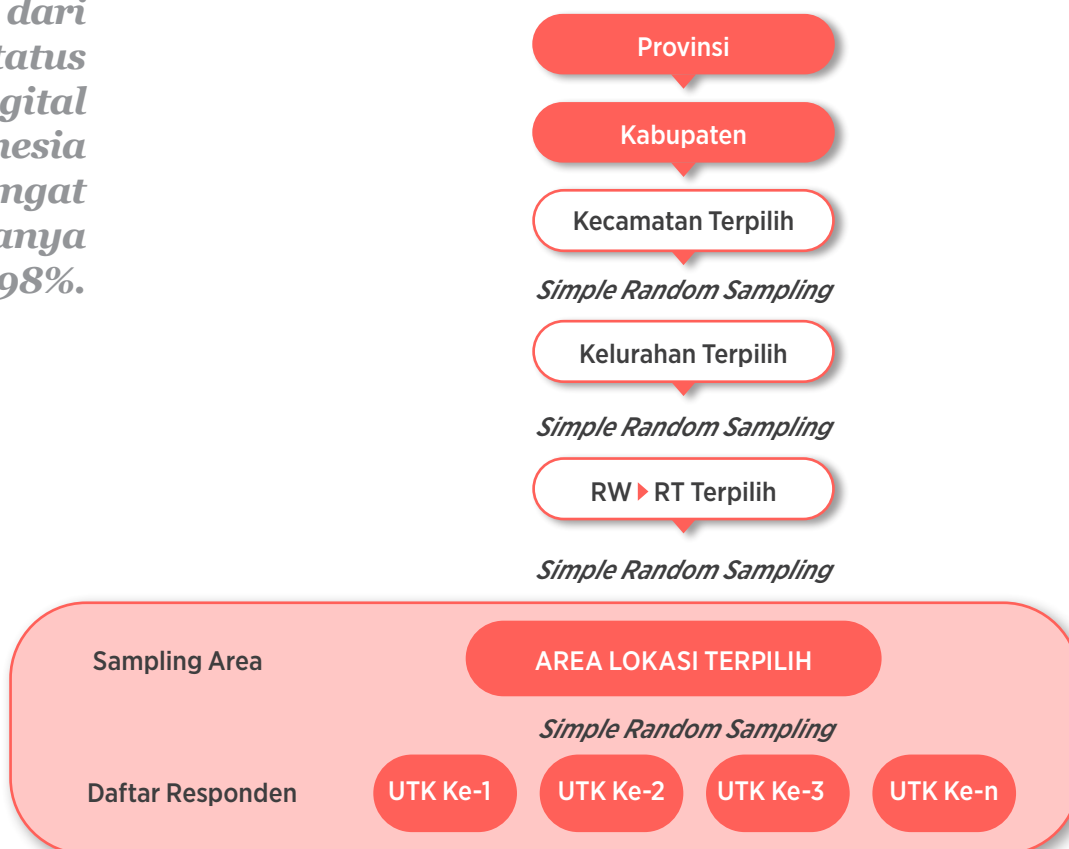 dari
tatus
gital
nesia
ngat
anya
98%.
Provinsi
Kabupaten
Kecamatan Terpilih
Simple Random Sampling
Kelurahan Terpilih
Simple Random Sampling
RW RT Terpilih
Simple Random Sampling
Sampling Area
AREA LOKASI TERPILIH
Simple Random Sampling
Daftar Responden
UTK Ke-1
UTK Ke-2
UTK Ke-3
UTK Ke-n